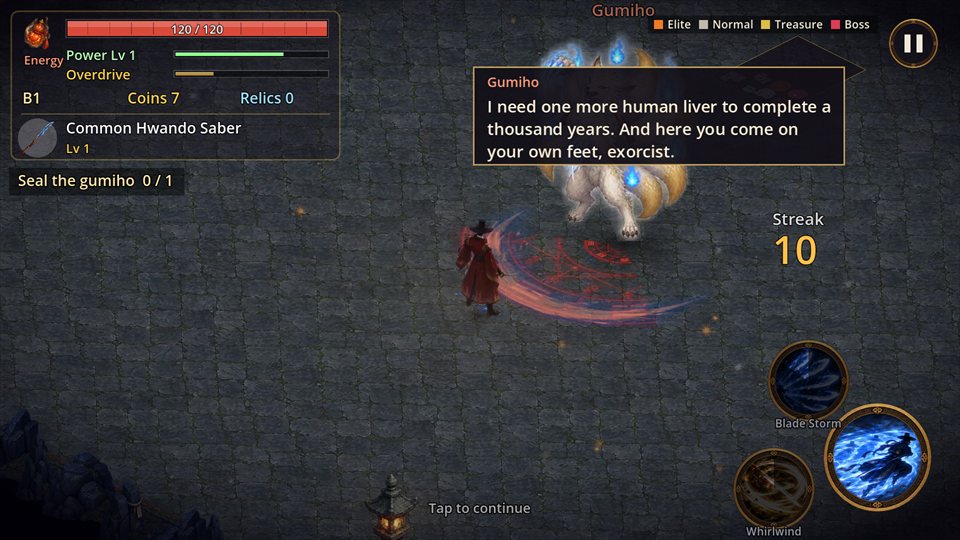 Gumiho
Elite Normal Treasure Boss
120 / 120
Energy
Power Lv 1
Overdrive
B1 Coins 7 Relics 0
Common Hwando Saber
Lv 1
Seal the gumiho 0 / 1
Gumiho
I need one more human liver to complete a
thousand years. And here you come on
your own feet, exorcist.
Streak
10
Blade Storm
Tap to continue
Whirlwind